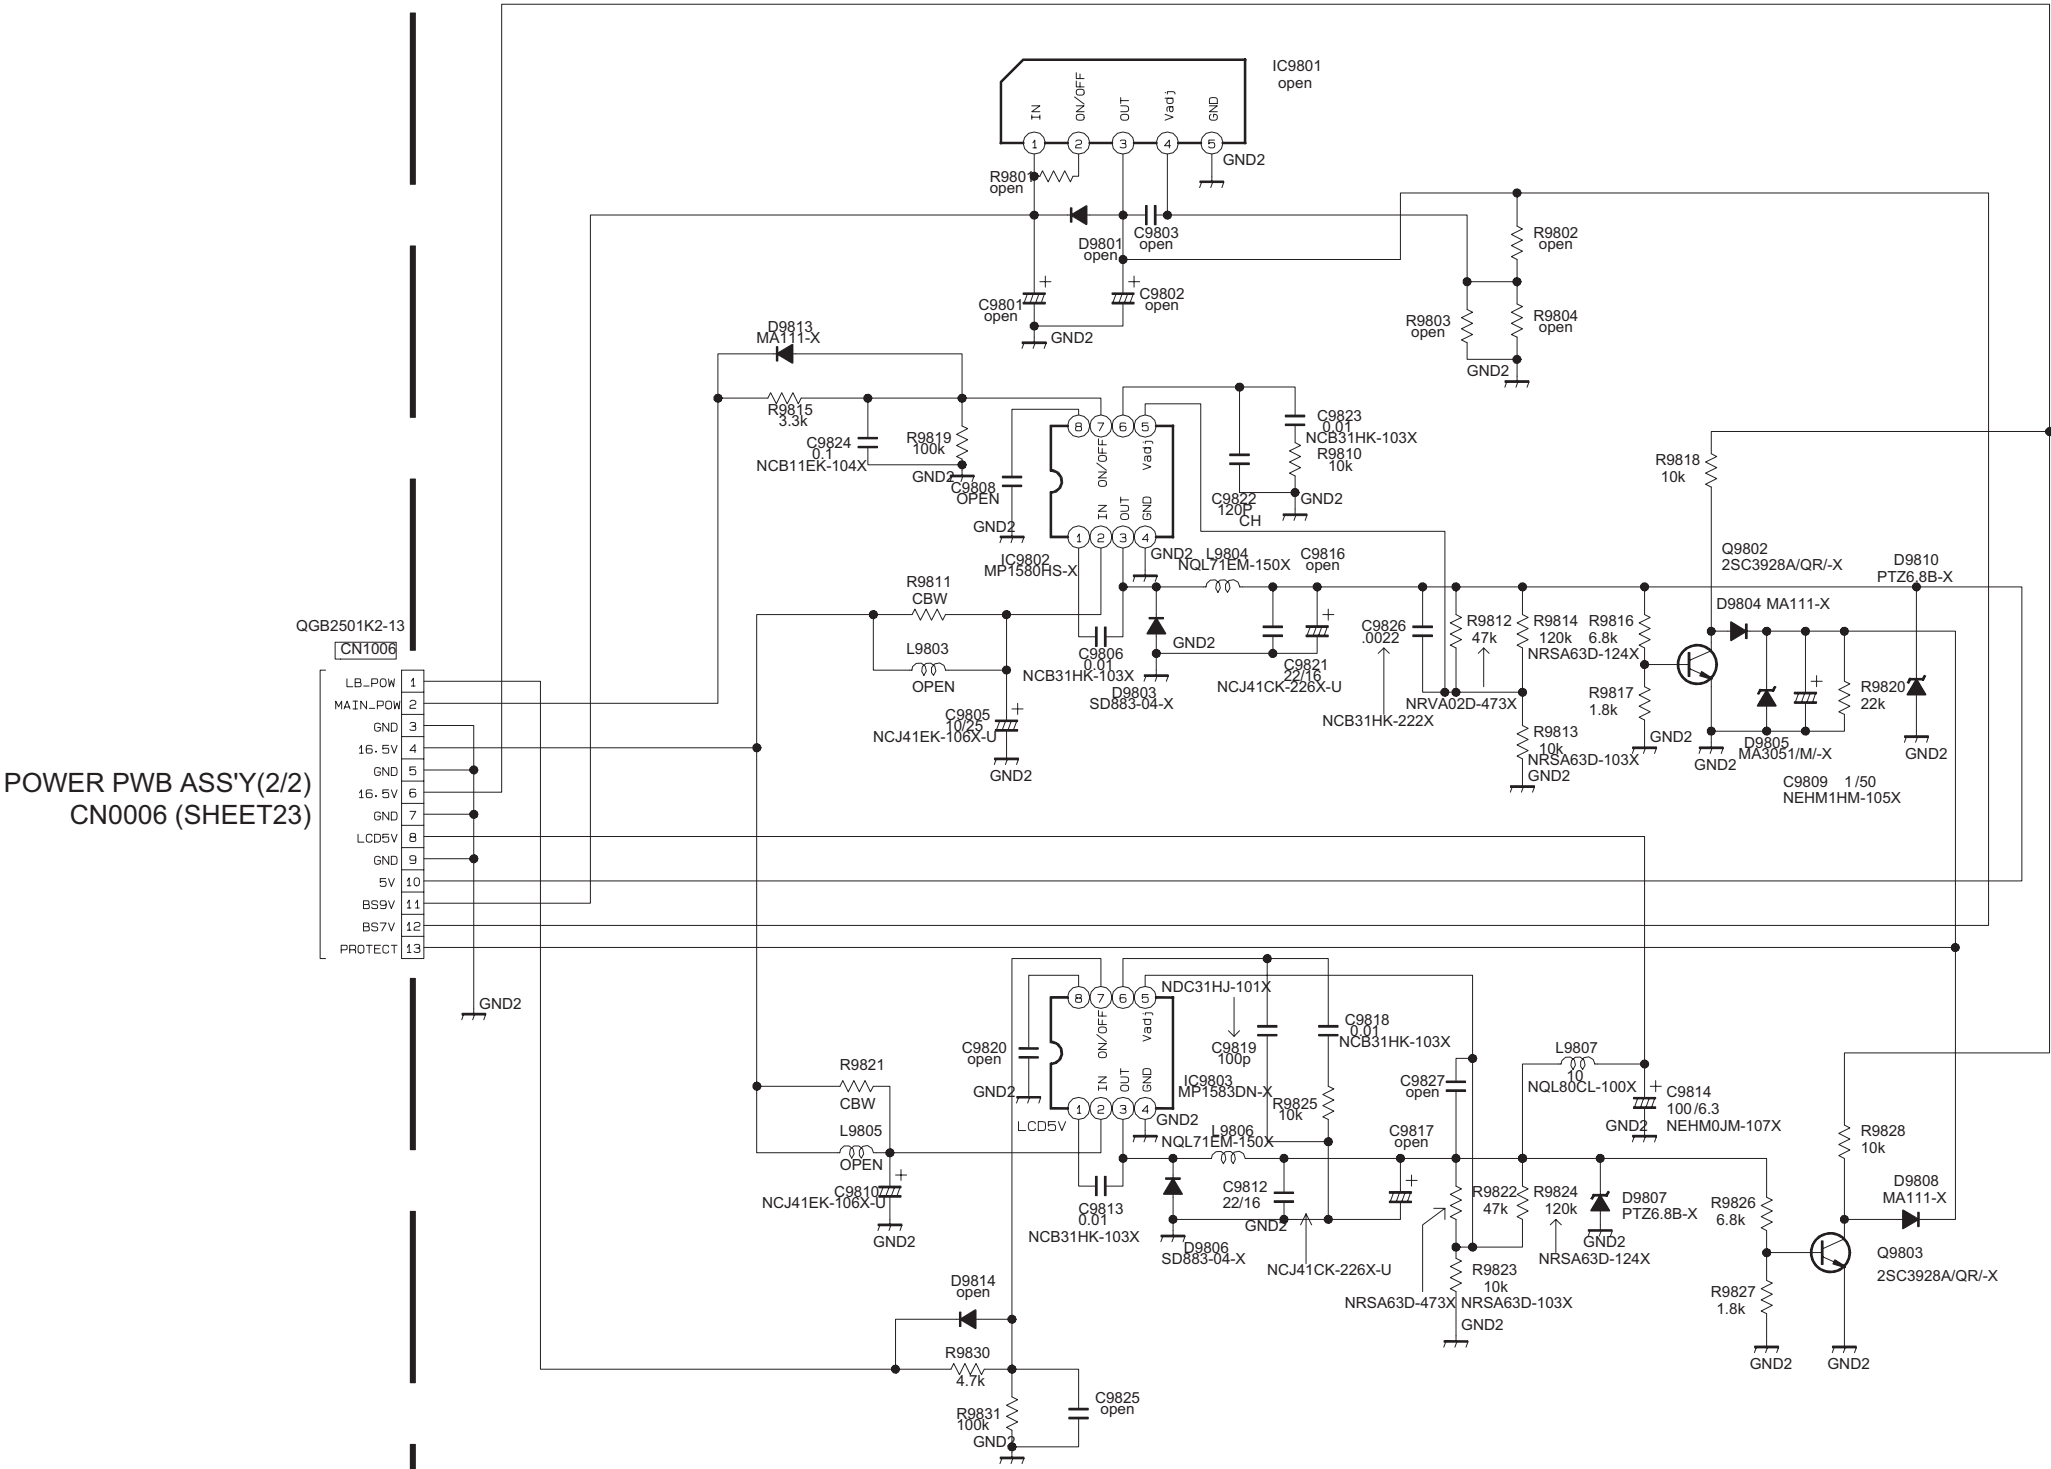 IC9801
open
IN
ON/OFF
OUT
Vadj
GND
1
2
3
4
5
GND2
R9801
open
D9801
open
C9803
open
R9802
open
C9801
open
C9802
open
GND2
R9803
open
R9804
open
GND2
D9813
MA111-X
R9815
3.3k
C9824
0.1
NCB11EK-104X
R9819
100k
GND2
C9808
OPEN
GND2
8
7
6
5
ON/OFF
Vadj
IN
OUT
GND
1
2
3
4
IC9802
MP1580HS-X
GND2
C9823
0.01
NCB31HK-103X
R9810
10k
C9822
120P
CH
GND2
L9804
NQL71EM-150X
C9816
open
R9818
10k
Q9802
2SC3928A/QR/-X
D9810
PTZ6.8B-X
R9811
CBW
L9803
OPEN
C9805
10/25
NCJ41EK-106X-U
GND2
C9806
0.01
NCB31HK-103X
GND2
D9803
SD883-04-X
C9821
22/16
NCJ41CK-226X-U
C9826
.0022
NCB31HK-222X
R9812
47k
NRVA02D-473X
R9814
120k
NRSA63D-124X
R9813
10k
NRSA63D-103X
GND2
R9816
6.8k
R9817
1.8k
GND2
D9804 MA111-X
GND2
D9805
MA3051/M/-X
C9809 1/50
NEHM1HM-105X
R9820
22k
GND2
QGB2501K2-13
CN1006
LB_POW 1
MAIN_POW 2
GND 3
16.5V 4
GND 5
16.5V 6
GND 7
LCD5V 8
GND 9
5V 10
BS9V 11
BS7V 12
PROTECT 13
POWER PWB ASS'Y(2/2)
CN0006 (SHEET23)
GND2
8
7
6
5
ON/OFF
Vadj
IN
OUT
GND
1
2
3
4
C9820
open
GND2
LCD5V
IC9803
MP1583DN-X
GND2
NDC31HJ-101X
C9819
100p
C9818
0.01
NCB31HK-103X
R9825
10k
R9821
CBW
L9805
OPEN
C9810
NCJ41EK-106X-U
GND2
C9813
0.01
NCB31HK-103X
L9806
NQL71EM-150X
C9817
open
C9812
22/16
GND2
D9806
SD883-04-X
NCJ41CK-226X-U
C9827
open
L9807
10
NQL80CL-100X
C9814
100/6.3
NEHM0JM-107X
GND2
R9822
47k
R9824
120k
NRSA63D-124X
D9807
PTZ6.8B-X
GND2
R9823
10k
NRSA63D-473X
NRSA63D-103X
GND2
R9826
6.8k
R9827
1.8k
GND2
R9828
10k
D9808
MA111-X
Q9803
2SC3928A/QR/-X
GND2
D9814
open
R9830
4.7k
R9831
100k
GND2
C9825
open